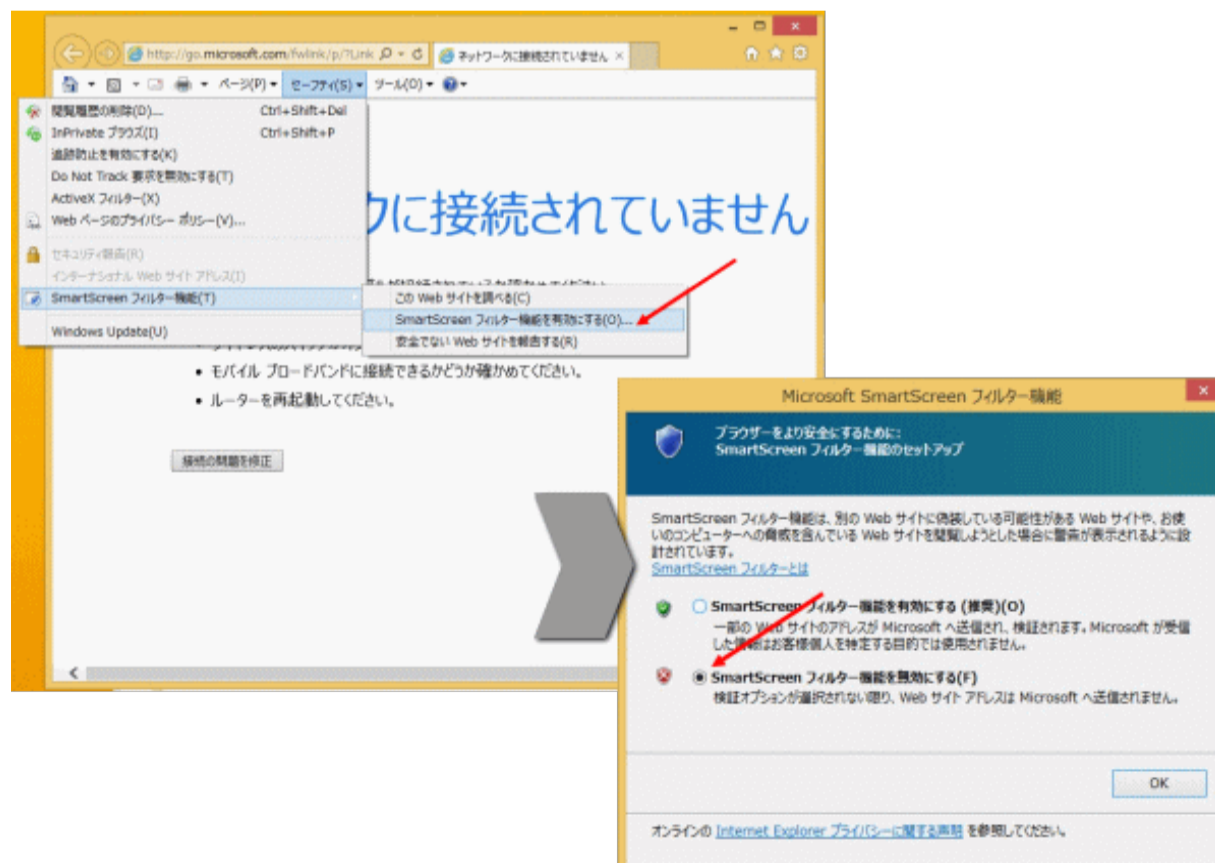 http://go.microsoft.com/fwlink/p/?Link
ネットワークに接続されていません
ページ(P)
セーフティ(S)
ツール(O)
閲覧履歴の削除(D)... Ctrl+Shift+Del
InPrivate ブラウズ(I) Ctrl+Shift+P
追跡防止を有効にする(K)
Do Not Track 要求を無効にする(T)
ActiveX フィルター(X)
Web ページのプライバシー ポリシー(V)...
セキュリティ報告(R)
インターナショナル Web サイト アドレス(I)
SmartScreen フィルター機能(T)
Windows Update(U)
クに接続されていません
この Web サイトを調べる(C)
SmartScreen フィルター機能を有効にする(O)...
安全でない Web サイトを報告する(R)
• モバイル ブロードバンドに接続できるかどうか確かめてください。
• ルーターを再起動してください。
接続の問題を修正
Microsoft SmartScreen フィルター機能
ブラウザーをより安全にするために:
SmartScreen フィルター機能のセットアップ
SmartScreen フィルター機能は、別の Web サイトに偽装している可能性がある Web サイトや、お使
いのコンピューターへの脅威を含んでいる Web サイトを閲覧しようとした場合に警告が表示されるように設
計されています。
SmartScreen フィルターとは
SmartScreen フィルター機能を有効にする (推奨)(O)
一部の Web サイトのアドレスが Microsoft へ送信され、検証されます。Microsoft が受信
した情報はお客様個人を特定する目的では使用されません。
SmartScreen フィルター機能を無効にする(F)
検証オプションが選択されない限り、Web サイト アドレスは Microsoft へ送信されません。
OK
オンラインの Internet Explorer プライバシーに関する声明 を参照してください。